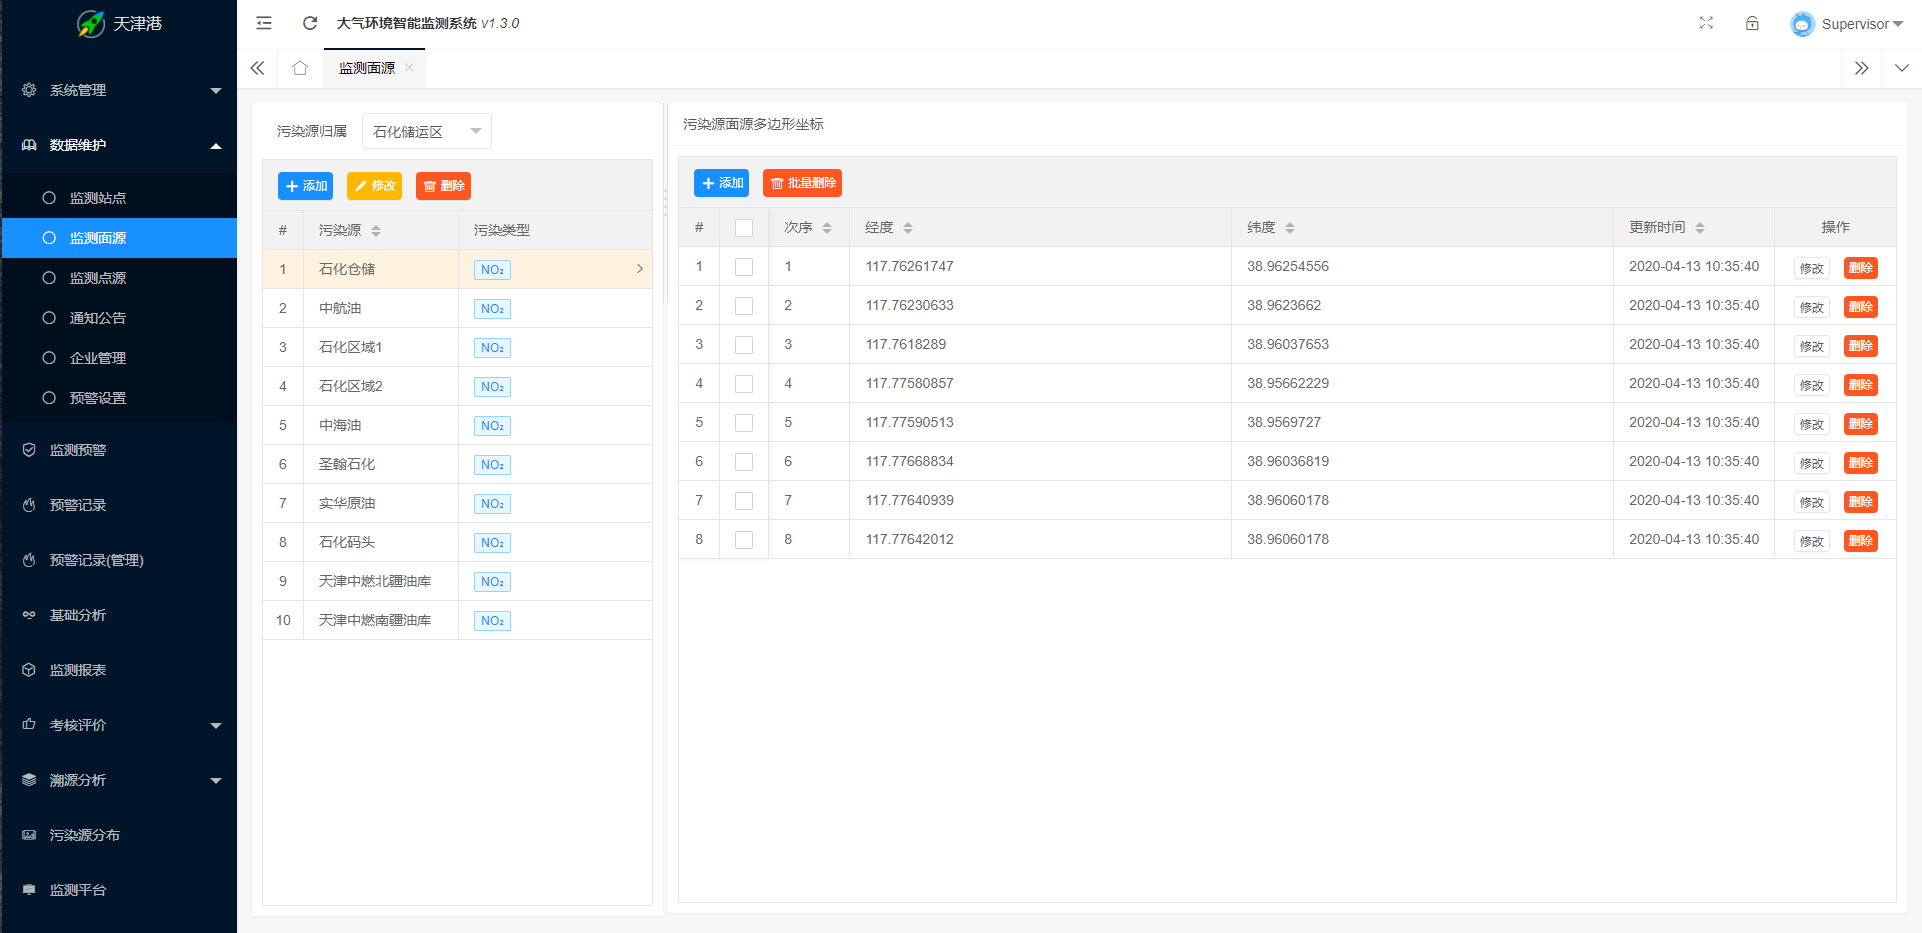 天津港
大气环境智能监测系统 v1.3.0
Supervisor
系统管理
数据维护
监测站点
监测面源
监测点源
通知公告
企业管理
预警设置
监测预警
预警记录
预警记录(管理)
基础分析
监测报表
考核评价
溯源分析
污染源分布
监测平台
监测面源
污染源归属 石化储运区
添加 修改 删除
# 污染源 污染类型
1 石化仓储 NO₂
2 中航油 NO₂
3 石化区域1 NO₂
4 石化区域2 NO₂
5 中海油 NO₂
6 圣翰石化 NO₂
7 实华原油 NO₂
8 石化码头 NO₂
9 天津中燃北疆油库 NO₂
10 天津中燃南疆油库 NO₂
污染源面源多边形坐标
添加 批量删除
# 次序 经度 纬度 更新时间 操作
1 1 117.76261747 38.96254556 2020-04-13 10:35:40 修改 删除
2 2 117.76230633 38.9623662 2020-04-13 10:35:40 修改 删除
3 3 117.7618289 38.96037653 2020-04-13 10:35:40 修改 删除
4 4 117.77580857 38.95662229 2020-04-13 10:35:40 修改 删除
5 5 117.77590513 38.9569727 2020-04-13 10:35:40 修改 删除
6 6 117.77668834 38.96036819 2020-04-13 10:35:40 修改 删除
7 7 117.77640939 38.96060178 2020-04-13 10:35:40 修改 删除
8 8 117.77642012 38.96060178 2020-04-13 10:35:40 修改 删除